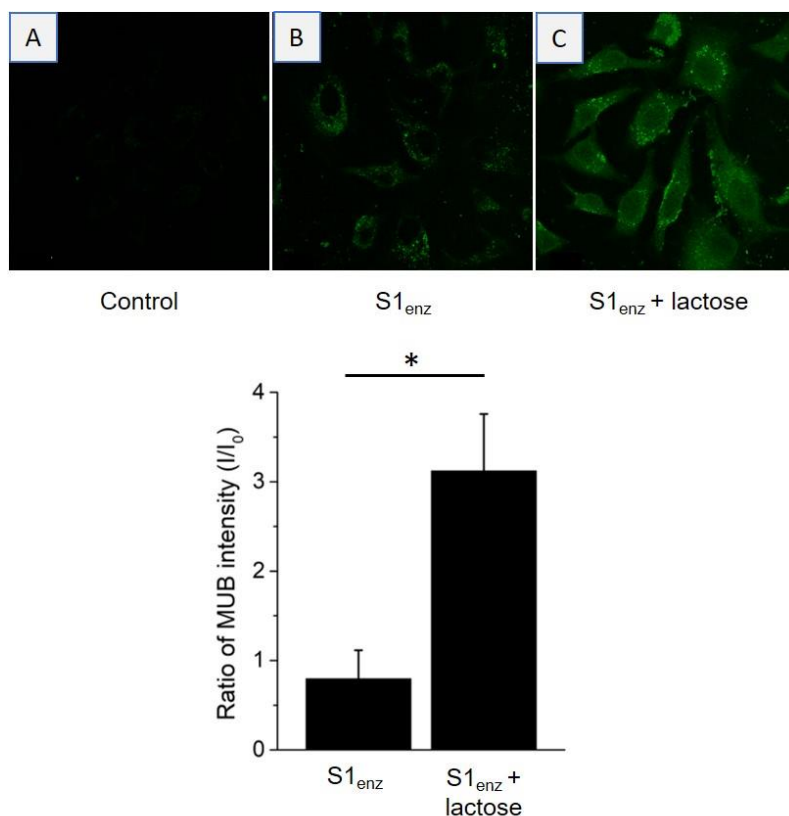 A
B
C
Control
S1enz
S1enz + lactose
*
4
3
2
1
0
Ratio of MUB intensity (I/I0)
S1enz
S1enz +
lactose